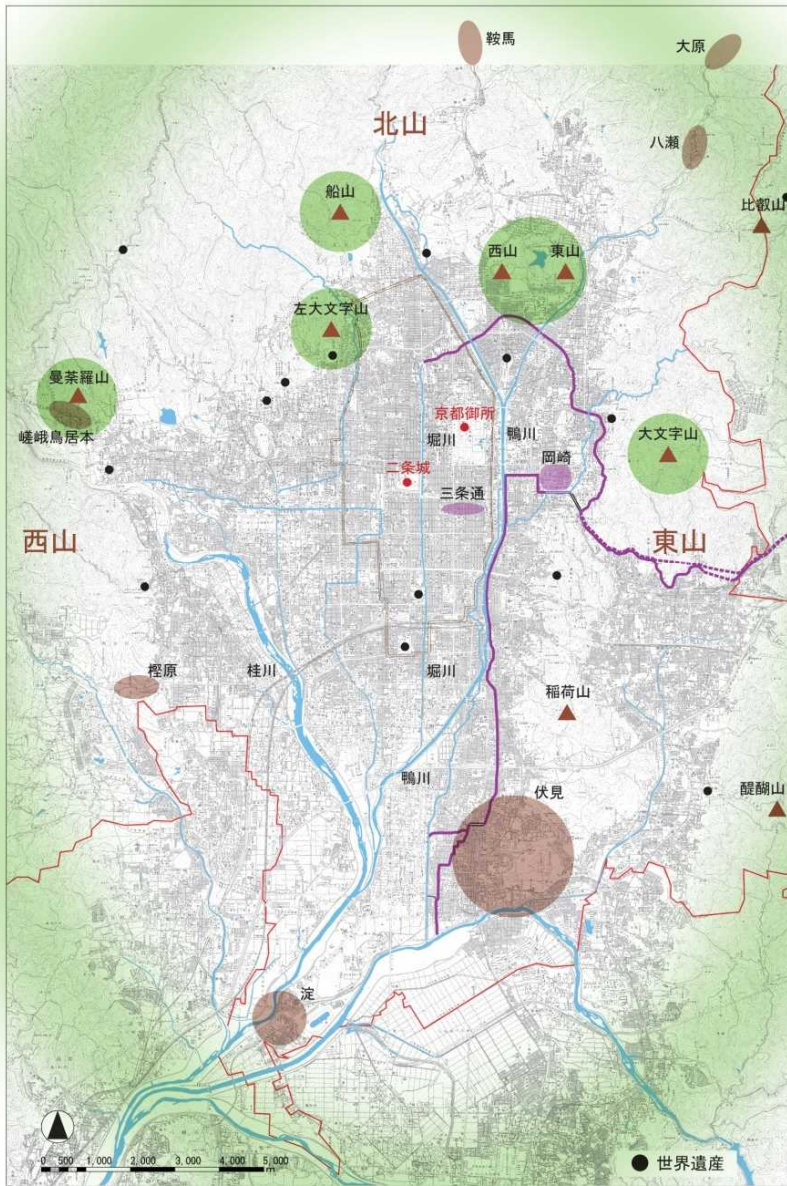 鞍馬
大原
北山
八瀬
船山
比叡山
西山
東山
左大文字山
曼荼羅山
嵯峨鳥居本
京都御所
堀川
鴨川
大文字山
岡崎
二条城
三条通
西山
東山
樫原
桂川
堀川
稲荷山
鴨川
伏見
醍醐山
淀
0 500 1,000 2,000 3,000 4,000 5,000
m
世界遺産